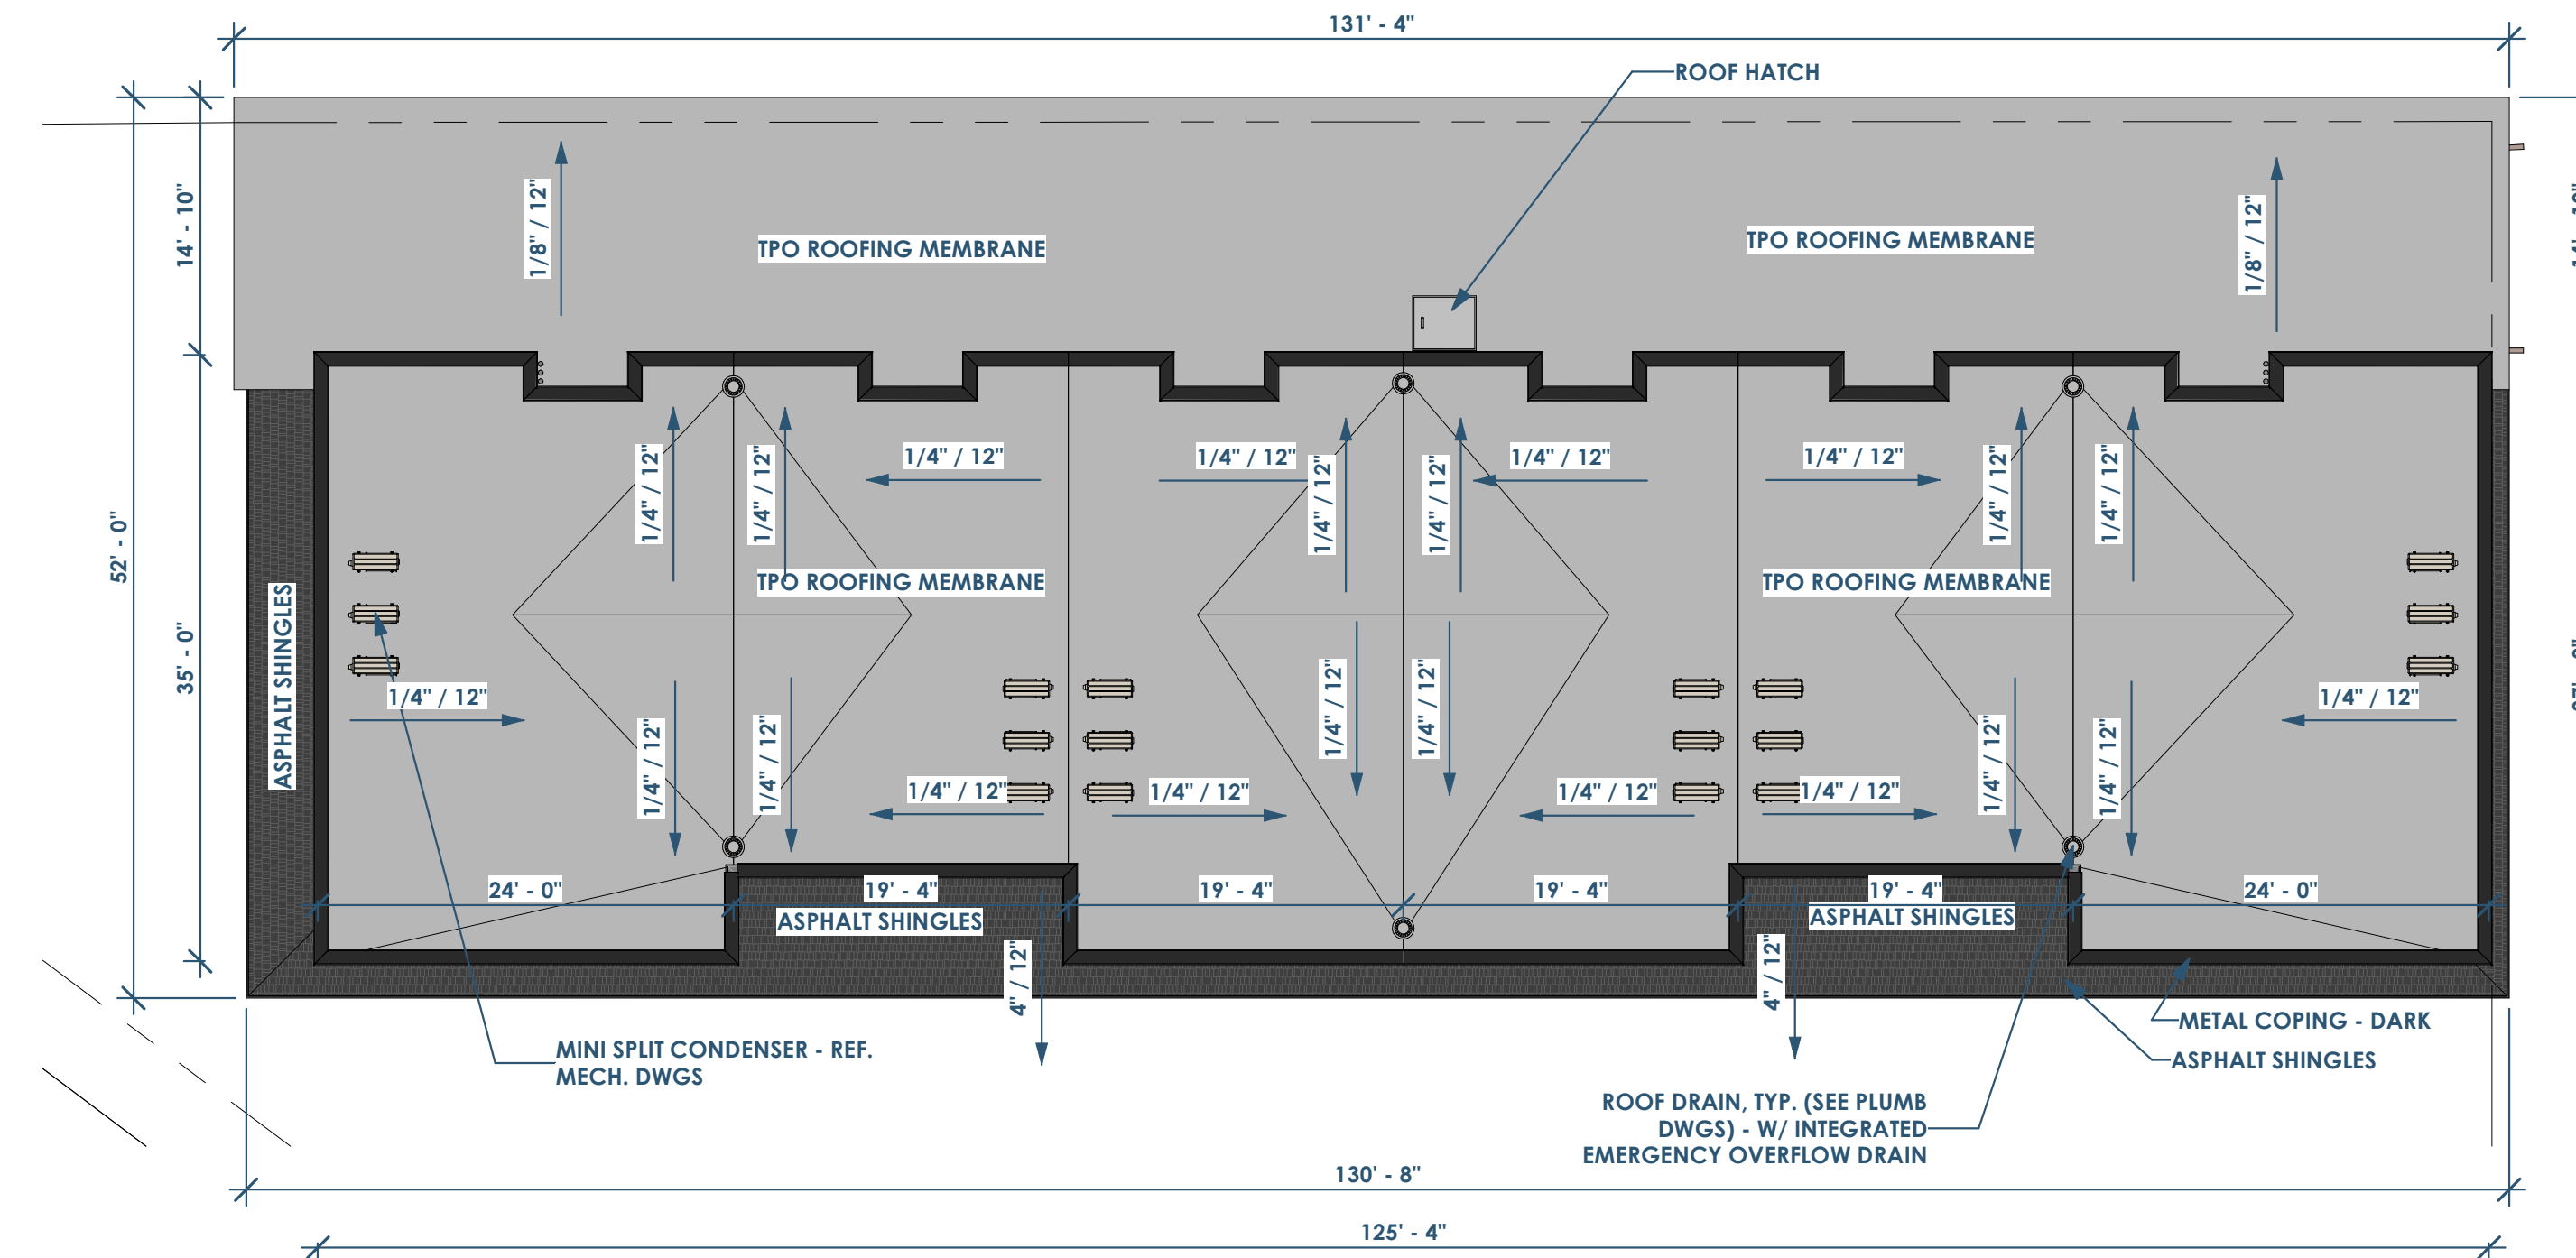 131' - 4"
ROOF HATCH
14' - 10"
1/8" / 12"
TPO ROOFING MEMBRANE
TPO ROOFING MEMBRANE
1/8" / 12"
52' - 0"
35' - 0"
ASPHALT SHINGLES
1/4" / 12"
1/4" / 12"
1/4" / 12"
1/4" / 12"
1/4" / 12"
1/4" / 12"
1/4" / 12"
1/4" / 12"
1/4" / 12"
1/4" / 12"
TPO ROOFING MEMBRANE
TPO ROOFING MEMBRANE
1/4" / 12"
1/4" / 12"
1/4" / 12"
1/4" / 12"
1/4" / 12"
1/4" / 12"
1/4" / 12"
1/4" / 12"
1/4" / 12"
1/4" / 12"
1/4" / 12"
1/4" / 12"
24' - 0"
19' - 4"
19' - 4"
19' - 4"
19' - 4"
24' - 0"
ASPHALT SHINGLES
ASPHALT SHINGLES
4" / 12"
4" / 12"
METAL COPING - DARK
ASPHALT SHINGLES
MINI SPLIT CONDENSER - REF.
MECH. DWGS
ROOF DRAIN, TYP. (SEE PLUMB
DWGS) - W/ INTEGRATED
EMERGENCY OVERFLOW DRAIN
130' - 8"
125' - 4"